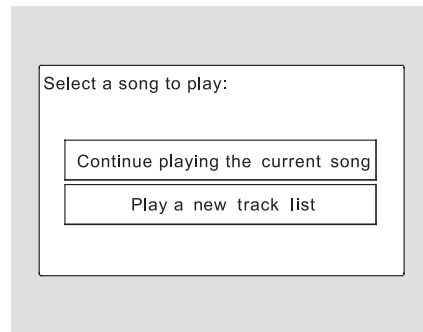 Select a song to play:
Continue playing the current song
Play a new track list